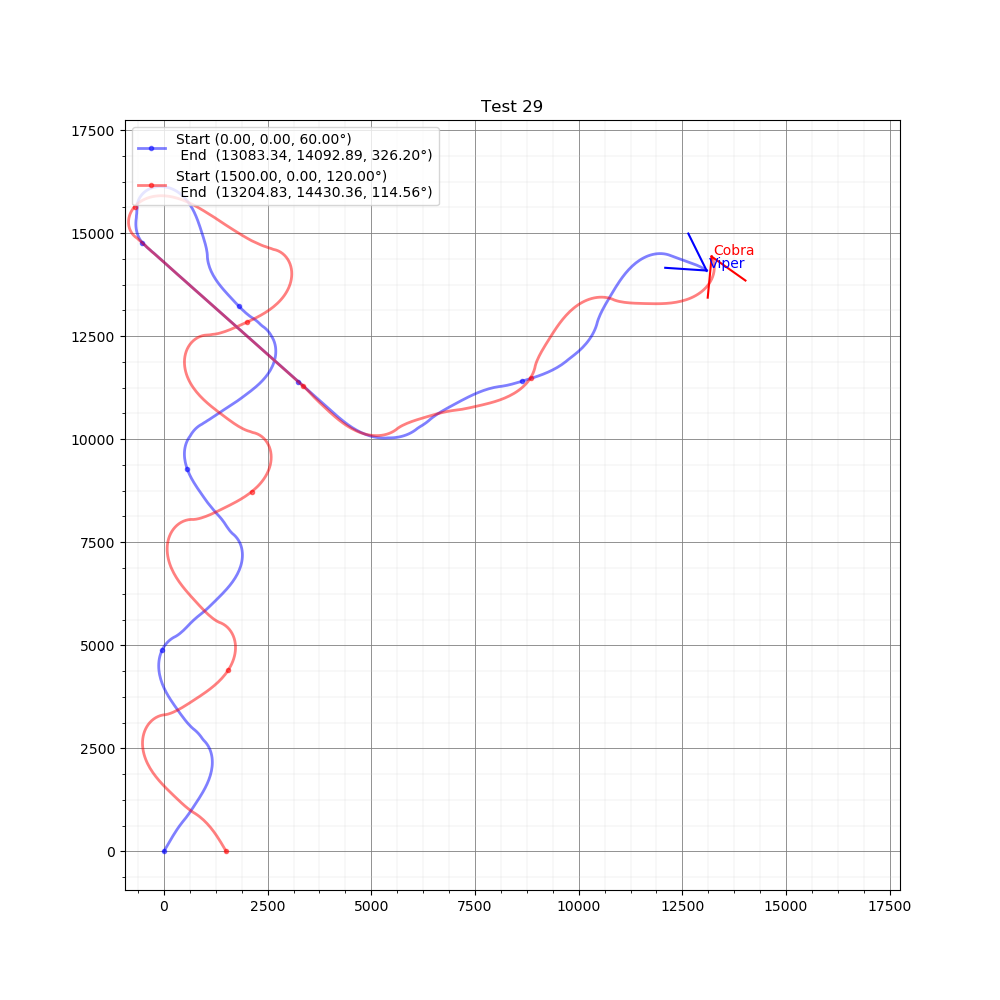 Test 29
17500
15000
12500
10000
7500
5000
2500
0
Start (0.00, 0.00, 60.00°)
End (13083.34, 14092.89, 326.20°)
Start (1500.00, 0.00, 120.00°)
End (13204.83, 14430.36, 114.56°)
Cobra
Viper
0 2500 5000 7500 10000 12500 15000 17500